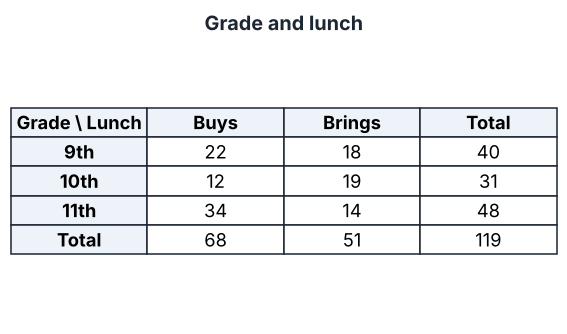 Grade and lunch
Grade \ Lunch Buys Brings Total
9th 22 18 40
10th 12 19 31
11th 34 14 48
Total 68 51 119